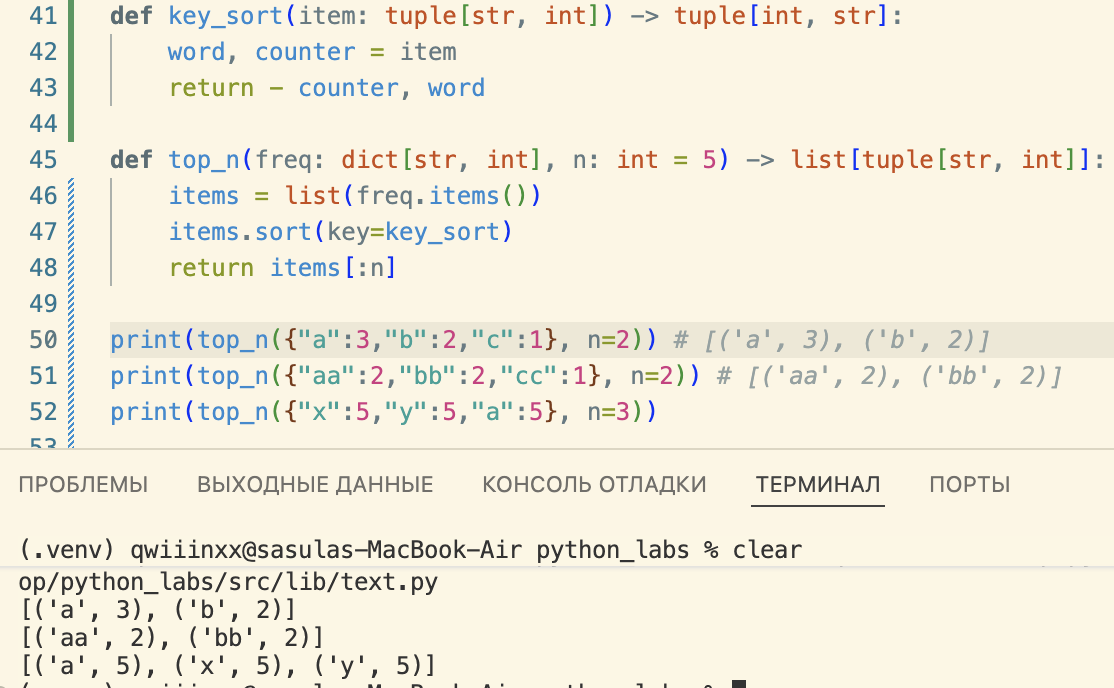 41 def key_sort(item: tuple[str, int]) -> tuple[int, str]:
42     word, counter = item
43     return - counter, word
44
45 def top_n(freq: dict[str, int], n: int = 5) -> list[tuple[str, int]]:
46     items = list(freq.items())
47     items.sort(key=key_sort)
48     return items[:n]
49
50 print(top_n({"a":3,"b":2,"c":1}, n=2)) # [('a', 3), ('b', 2)]
51 print(top_n({"aa":2,"bb":2,"cc":1}, n=2)) # [('aa', 2), ('bb', 2)]
52 print(top_n({"x":5,"y":5,"a":5}, n=3))
53
ПРОБЛЕМЫ ВЫХОДНЫЕ ДАННЫЕ КОНСОЛЬ ОТЛАДКИ ТЕРМИНАЛ ПОРТЫ
(.venv) qwiiinxx@sasulas-MacBook-Air python_labs % clear
op/python_labs/src/lib/text.py
[('a', 3), ('b', 2)]
[('aa', 2), ('bb', 2)]
[('a', 5), ('x', 5), ('y', 5)]